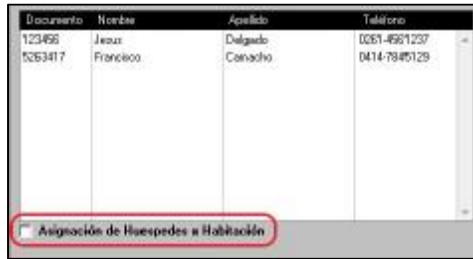 Documento Nombre Apellido Teléfono
123456 Jesus Delgado 0261-4561237
5263417 Francisco Camacho 0414-7845129
Asignación de Huespedes a Habitación